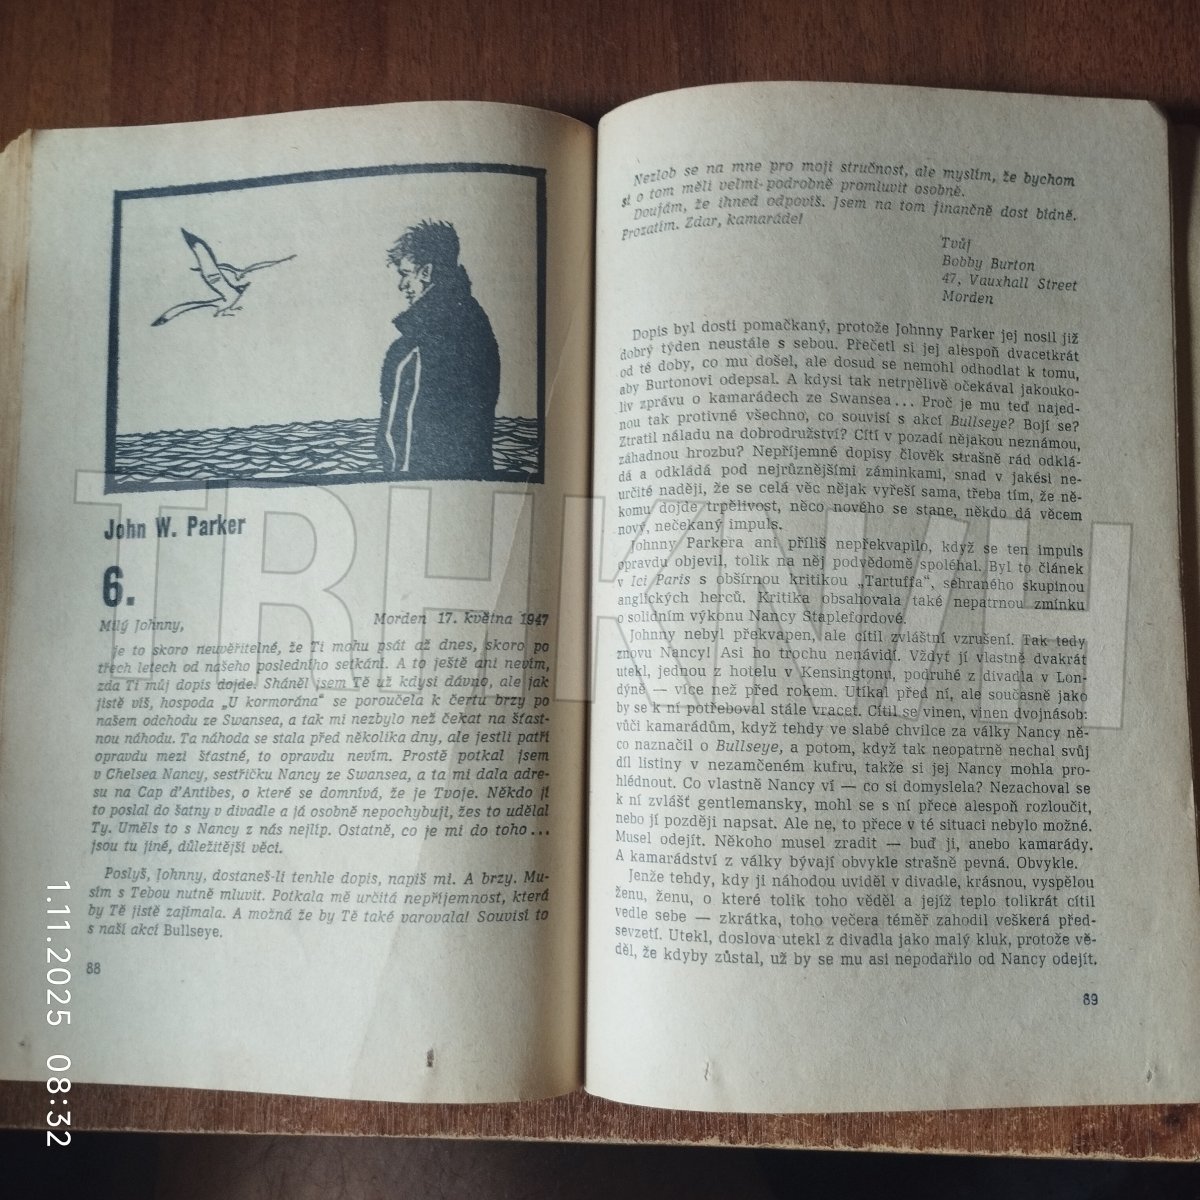 John W. Parker
6.
Morden 17. května 1947
Milý Johnny,
je to skoro neuvěřitelné, že Ti mohu psát až dnes, skoro po
třech letech od našeho posledního setkání. A to ještě ani nevím,
zda Ti můj dopis dojde. Sháněl jsem Tě už kdysi dávno, ale jak
jistě víš, hospoda „U kormorána" se poroučela k čertu brzy po
našem odchodu ze Swansea, a tak mi nezbylo než čekat na šťast-
nou náhodu. Ta náhoda se stala před několika dny, ale jestli patří
opravdu mezi šťastné, to opravdu nevím. Prostě potkal jsem
v Chelsea Nancy, sestřičku Nancy ze Swansea, a ta mi dala adre-
su na Cap d'Antibes, o které se domnívá, že je Tvoje. Někdo jí
to poslal do šatny v divadle a já osobně nepochybuji, žes to udělal
Ty. Uměls to s Nancy z nás nejlíp. Ostatně, co je mi do toho...
jsou tu jiné, důležitější věci.
Poslyš, Johnny, dostaneš-li tenhle dopis, napiš mi. A brzy. Mu-
sím s Tebou nutně mluvit. Potkala mě určitá nepříjemnost, která
by Tě jistě zajímala. A možná že by Tě také varovala! Souvisí to
s naší akcí Bullseye.
88
Nezlob se na mne pro moji stručnost, ale myslím, že bychom
si o tom měli velmi podrobně promluvit osobně.
Doufám, že ihned odpovíš. Jsem na tom finančně dost bídně.
Prozatím. Zdar, kamaráde!
Tvůj
Bobby Burton
47, Vauxhall Street
Morden
Dopis byl dosti pomačkaný, protože Johnny Parker jej nosil již
dobrý týden neustále s sebou. Přečetl si jej alespoň dvacetkrát
od té doby, co mu došel, ale dosud se nemohl odhodlat k tomu,
aby Burtonovi odepsal. A kdysi tak netrpělivě očekával jakouko-
liv zprávu o kamarádech ze Swansea... Proč je mu teď najed-
nou tak protivné všechno, co souvisí s akcí Bullseye? Bojí se?
Ztratil náladu na dobrodružství? Cítí v pozadí nějakou neznámou,
záhadnou hrozbu? Nepříjemné dopisy člověk strašně rád odklá-
dá a odkládá pod nejrůznějšími záminkami, snad v jakési ne-
určité naději, že se celá věc nějak vyřeší sama, třeba tím, že ně-
komu dojde trpělivost, něco nového se stane, někdo dá věcem
nový, nečekaný impuls.
Johnny Parkera ani příliš nepřekvapilo, když se ten impuls
opravdu objevil, tolik na něj podvědomě spoléhal. Byl to článek
v Ici Paris s obšírnou kritikou „Tartuffa", sehraného skupinou
anglických herců. Kritika obsahovala také nepatrnou zmínku
o solidním výkonu Nancy Staplefordové.
Johnny nebyl překvapen, ale cítil zvláštní vzrušení. Tak tedy
znovu Nancy! Asi ho trochu nenávidí. Vždyť jí vlastně dvakrát
utekl, jednou z hotelu v Kensingtonu, podruhé z divadla v Lon-
dýně — více než před rokem. Utíkal před ní, ale současně jako
by se k ní potřeboval stále vracet. Cítil se vinen, vinen dvojnásob:
vůči kamarádům, když tehdy ve slabé chvilce za války Nancy ně-
co naznačil o Bullseye, a potom, když tak neopatrně nechal svůj
díl listiny v nezamčeném kufru, takže si jej Nancy mohla pro-
hlédnout. Co vlastně Nancy ví — co si domyslela? Nezachoval se
k ní zvlášť gentlemansky, mohl se s ní přece alespoň rozloučit,
nebo jí později napsat. Ale ne, to přece v té situaci nebylo možné.
Musel odejít. Někoho musel zradit — buď ji, anebo kamarády.
A kamarádství z války bývají obvykle strašně pevná. Obvykle.
Jenže tehdy, kdy ji náhodou uviděl v divadle, krásnou, vyspělou
ženu, ženu, o které tolik toho věděl a jejíž teplo tolikrát cítil
vedle sebe — zkrátka, toho večera téměř zahodil veškerá před-
sevzetí. Utekl, doslova utekl z divadla jako malý kluk, protože vě-
děl, že kdyby zůstal, už by se mu asi nepodařilo od Nancy odejít.
89
TRHKNVH
1.11.2025 08:32